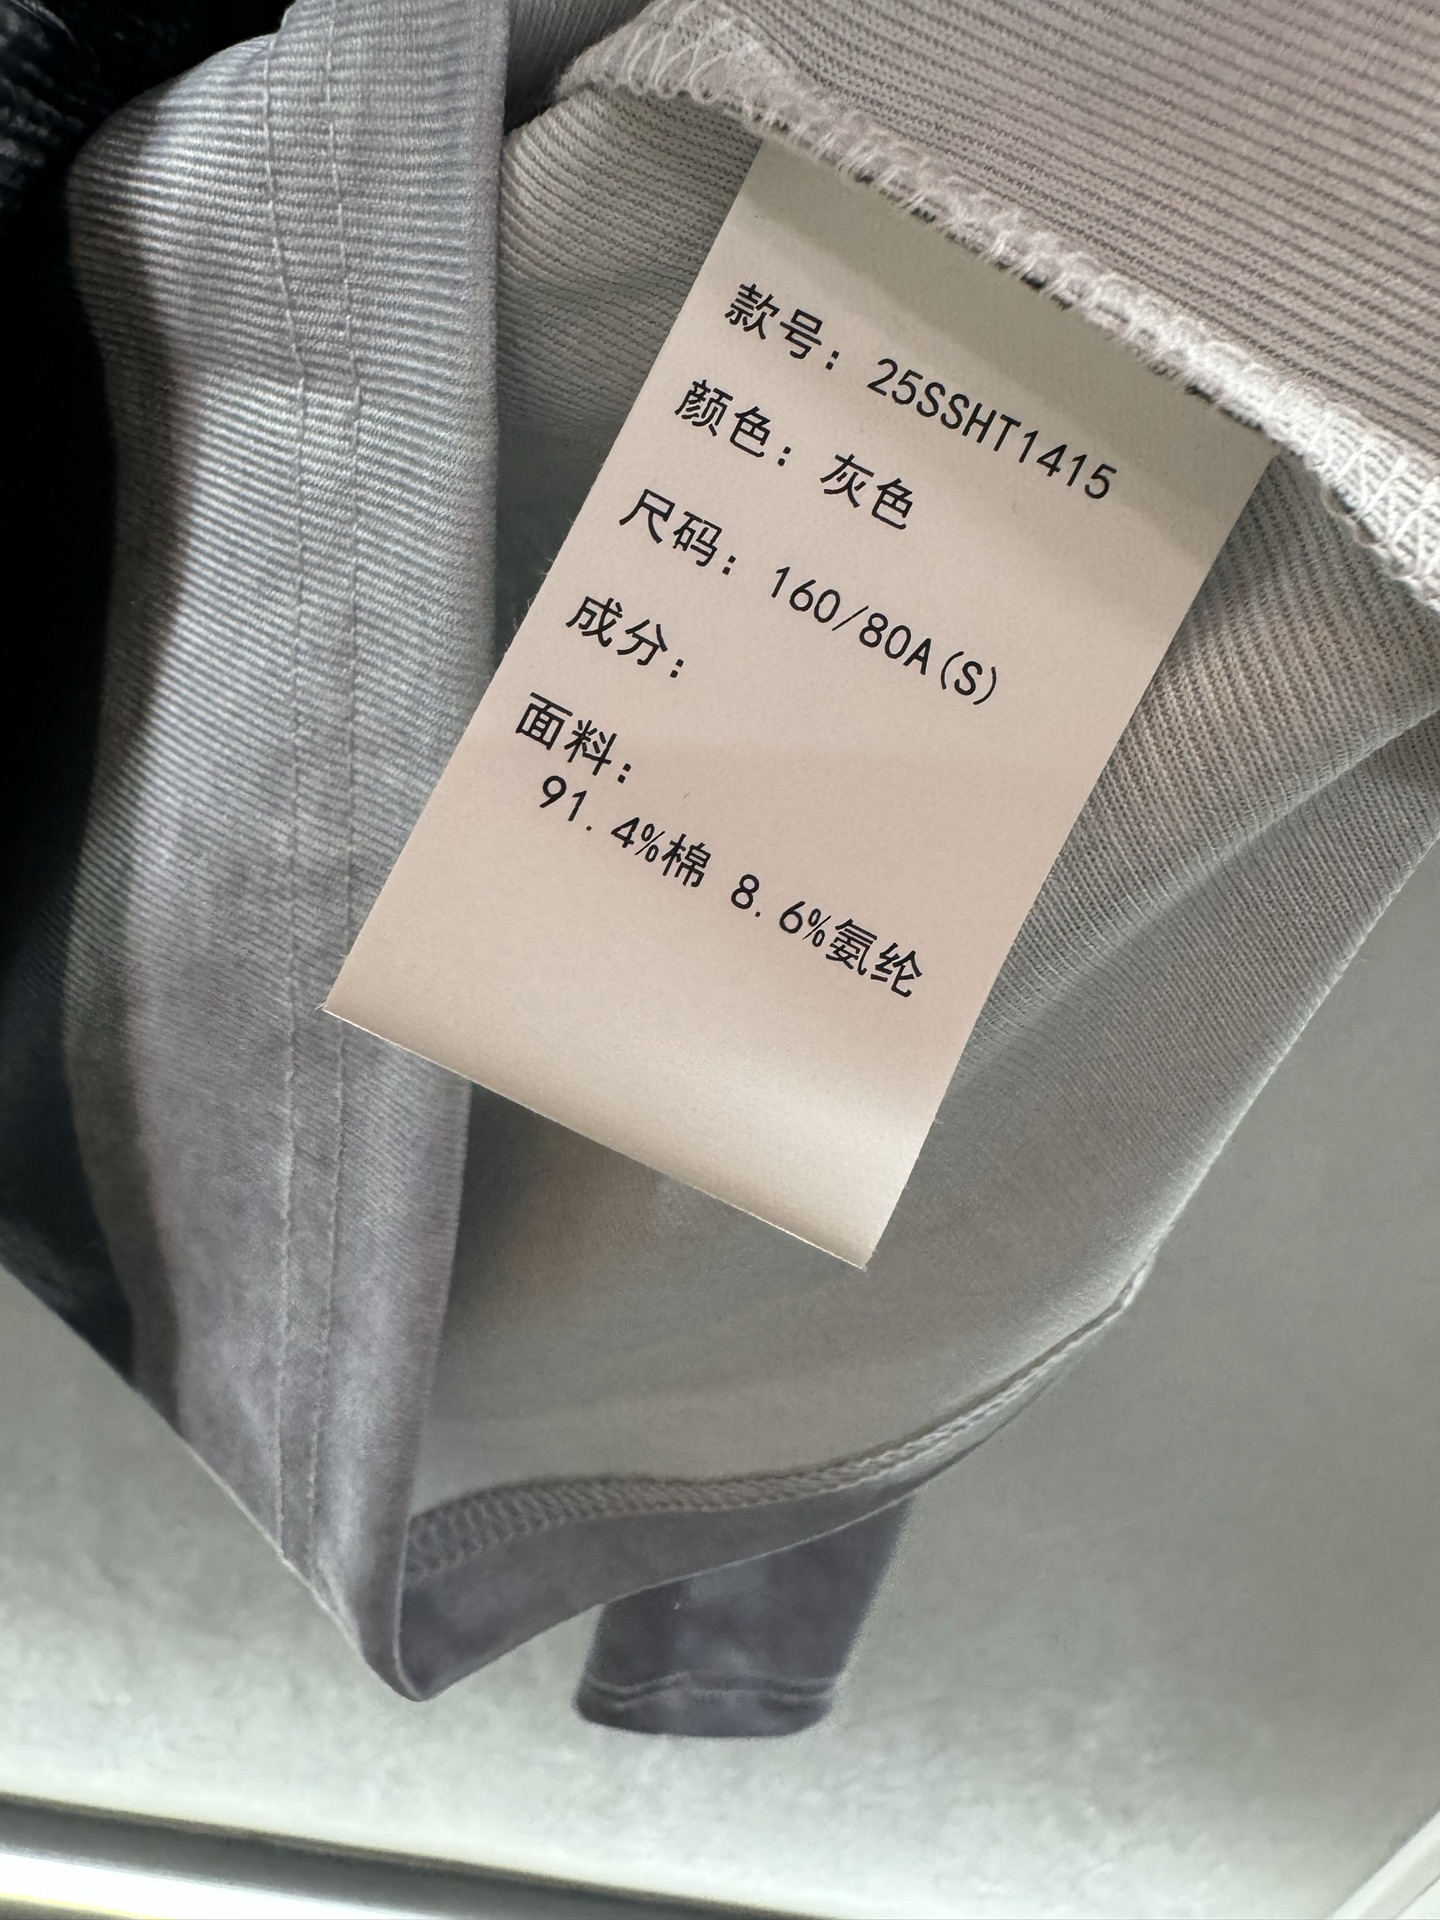 款号：25SSHT1415
颜色：灰色
尺码：160/80A(S)
成分：
面料：
91.4%棉 8.6%氨纶